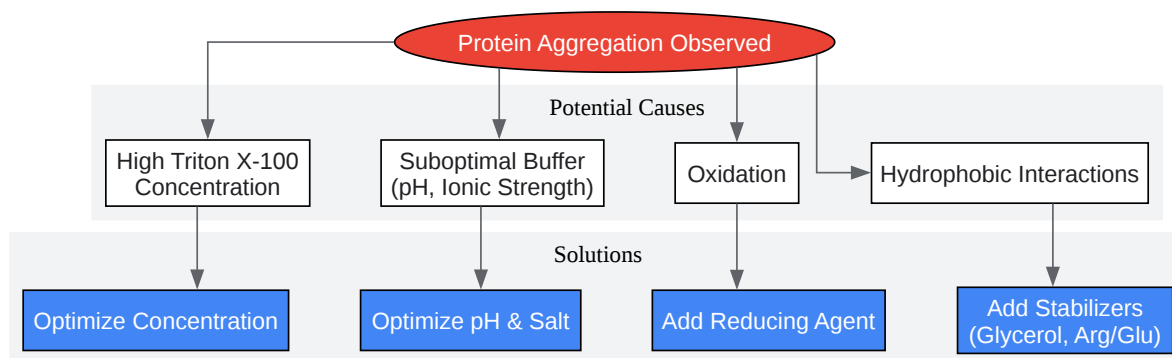 Protein Aggregation Observed
Potential Causes
High Triton X-100
Concentration
Suboptimal Buffer
(pH, Ionic Strength)
Oxidation
Hydrophobic Interactions
Solutions
Optimize Concentration
Optimize pH & Salt
Add Reducing Agent
Add Stabilizers
(Glycerol, Arg/Glu)